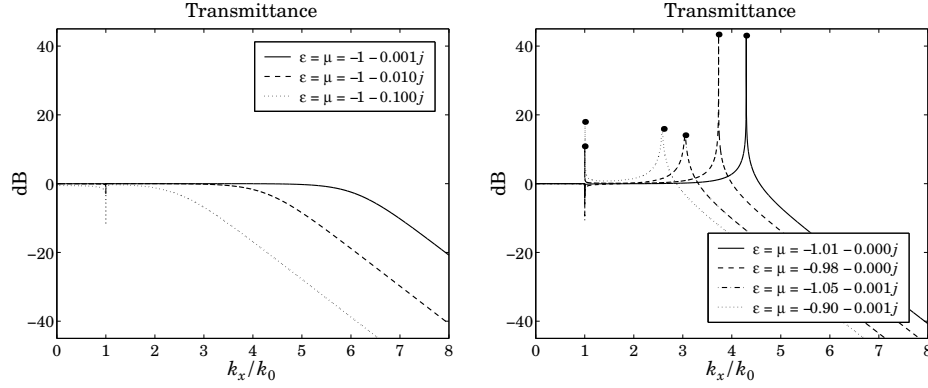 Transmittance
dB
40
20
0
−20
−40
ε = μ = −1 − 0.001j
ε = μ = −1 − 0.010j
ε = μ = −1 − 0.100j
0 1 2 3 4 5 6 7 8
kx/k0
Transmittance
dB
40
20
0
−20
−40
ε = μ = −1.01 − 0.000j
ε = μ = −0.98 − 0.000j
ε = μ = −1.05 − 0.001j
ε = μ = −0.90 − 0.001j
0 1 2 3 4 5 6 7 8
kx/k0